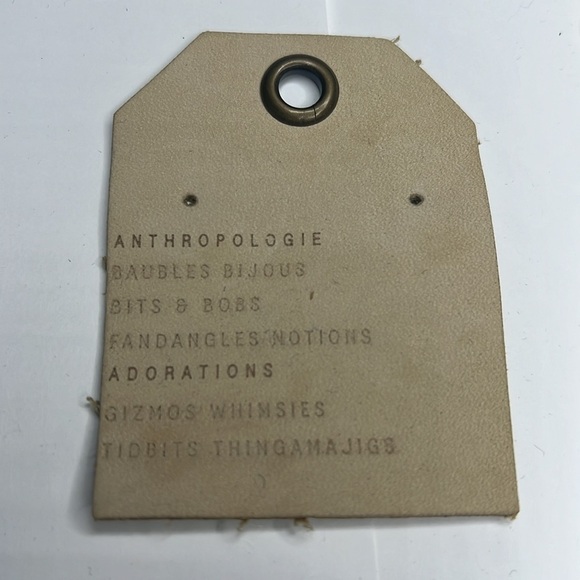 ANTHROPOLOGIE
BAUBLES BIJOUS
BITS & BOBS
FANDANGLES NOTIONS
ADORATIONS
GIZMOS WHIMSIES
TIDBITS THINGAMAJIGS